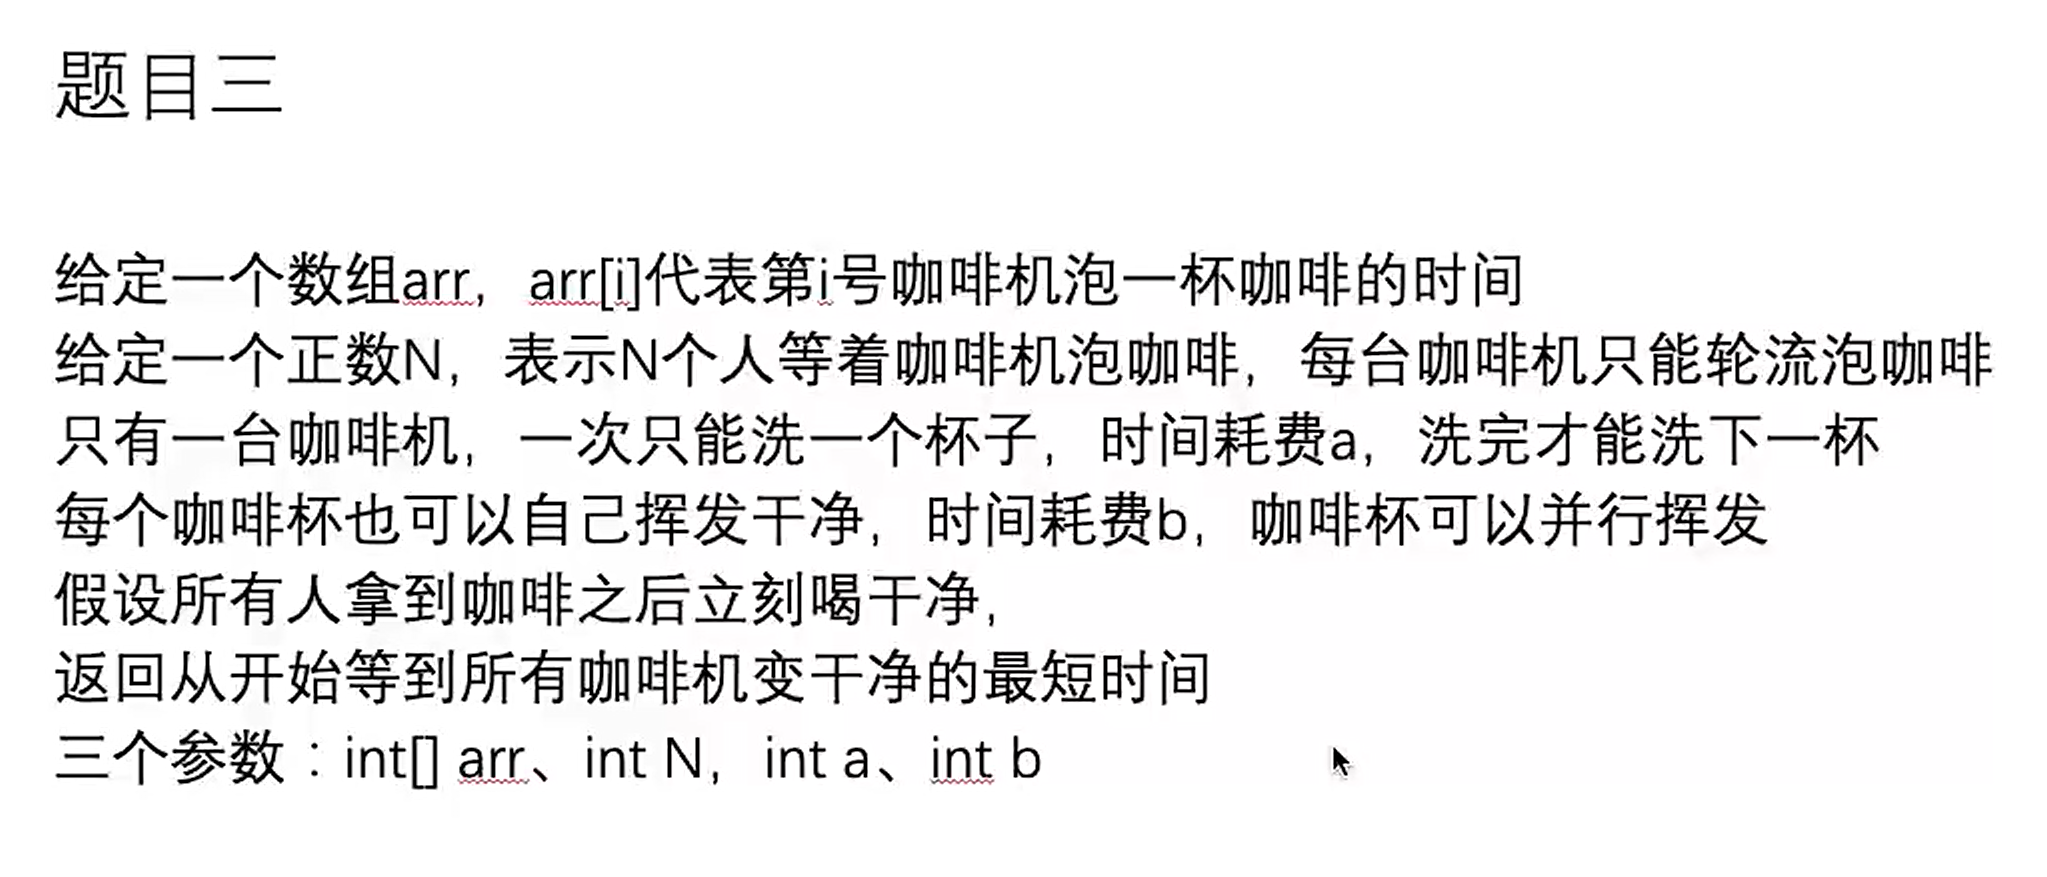 题目三
给定一个数组arr，arr[i]代表第i号咖啡机泡一杯咖啡的时间
给定一个正数N，表示N个人等着咖啡机泡咖啡，每台咖啡机只能轮流泡咖啡
只有一台咖啡机，一次只能洗一个杯子，时间耗费a，洗完才能洗下一杯
每个咖啡杯也可以自己挥发干净，时间耗费b，咖啡杯可以并行挥发
假设所有人拿到咖啡之后立刻喝干净，
返回从开始等到所有咖啡机变干净的最短时间
三个参数：int[] arr、int N，int a、int b